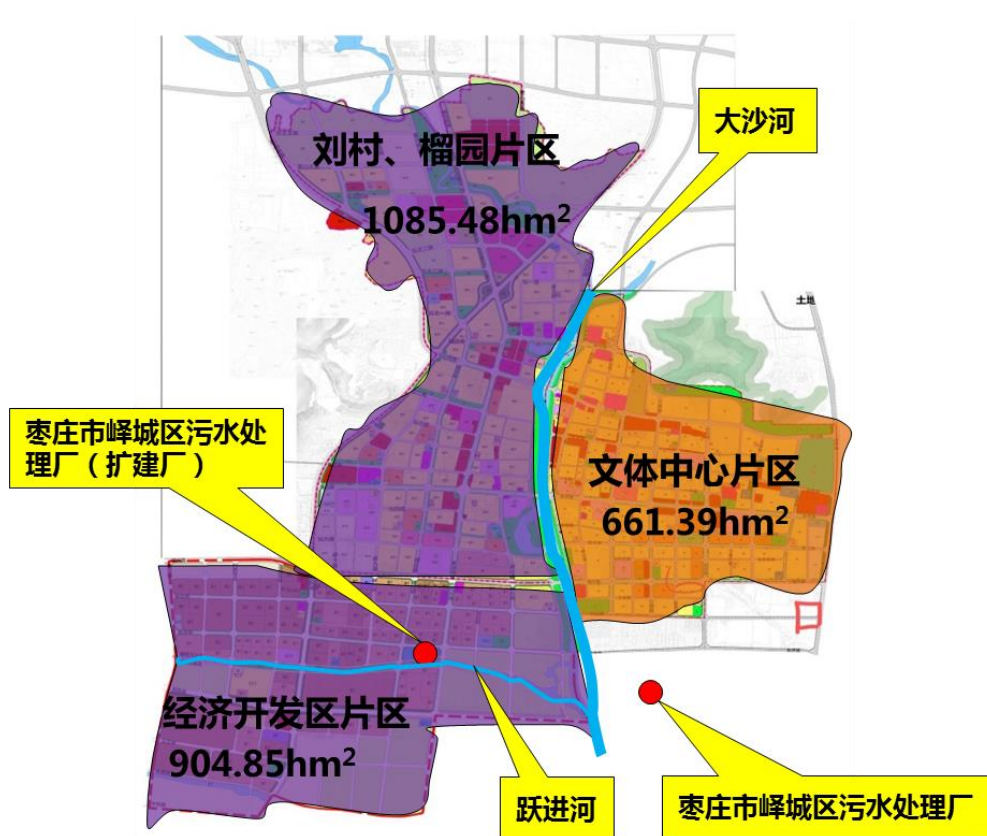 刘村、榴园片区
1085.48hm²
大沙河
土地
枣庄市峄城区污水处
理厂（扩建厂）
文体中心片区
661.39hm²
经济开发区片区
904.85hm²
跃进河
枣庄市峄城区污水处理厂